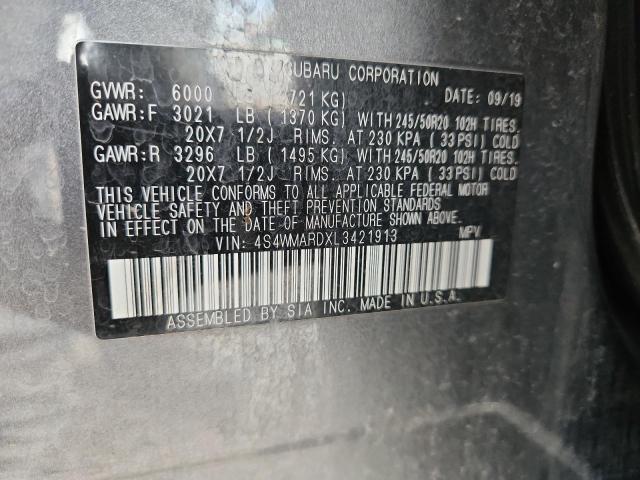 SUBARU CORPORATION
GVWR: 6000 721 KG) DATE: 09/19
GAWR:F 3021 LB ( 1370 KG) WITH 245/50R20 102H TIRES.
20X7 1/2J RIMS. AT 230 KPA ( 33 PSI) COLD
GAWR:R 3296 LB ( 1495 KG) WITH 245/50R20 102H TIRES.
20X7 1/2J RIMS. AT 230 KPA ( 33 PSI) COLD
THIS VEHICLE CONFORMS TO ALL APPLICABLE FEDERAL MOTOR
VEHICLE SAFETY AND THEFT PREVENTION STANDARDS
IN EFFECT ON THE DATE OF MANUFACTURE SHOWN ABOVE.
VIN: 4S4WMARDXL3421913 MPV
ASSEMBLED BY SIA INC. MADE IN U.S.A.